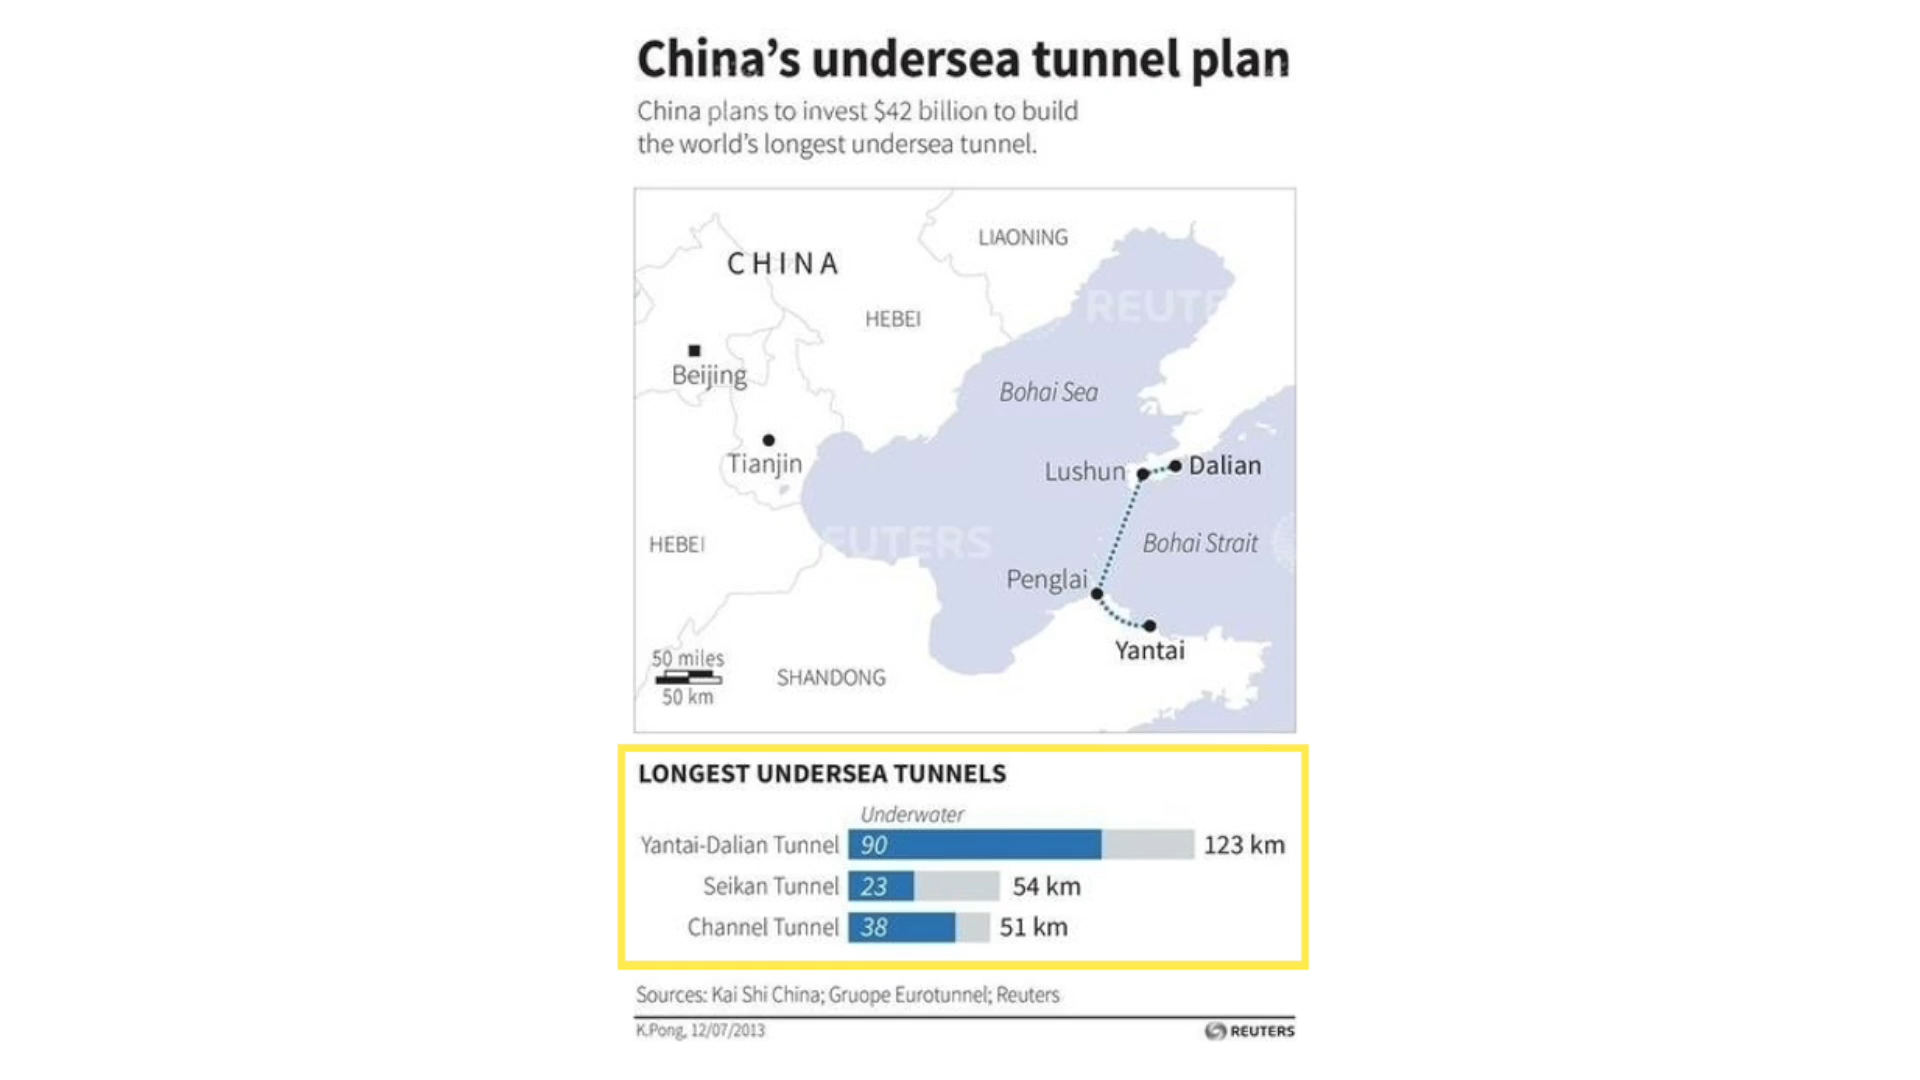 China's undersea tunnel plan
China plans to invest $42 billion to build
the world's longest undersea tunnel.
LIAONING
CHINA
HEBEI
REUTE
Beijing
Bohai Sea
Tianjin
Lushun
Dalian
HEBEI
EUTERS
Bohai Strait
Penglai
Yantai
50 miles
50 km
SHANDONG
LONGEST UNDERSEA TUNNELS
Underwater
Yantai-Dalian Tunnel 90 123 km
Seikan Tunnel 23 54 km
Channel Tunnel 38 51 km
Sources: Kai Shi China; Gruope Eurotunnel; Reuters
K.Pong, 12/07/2013
REUTERS